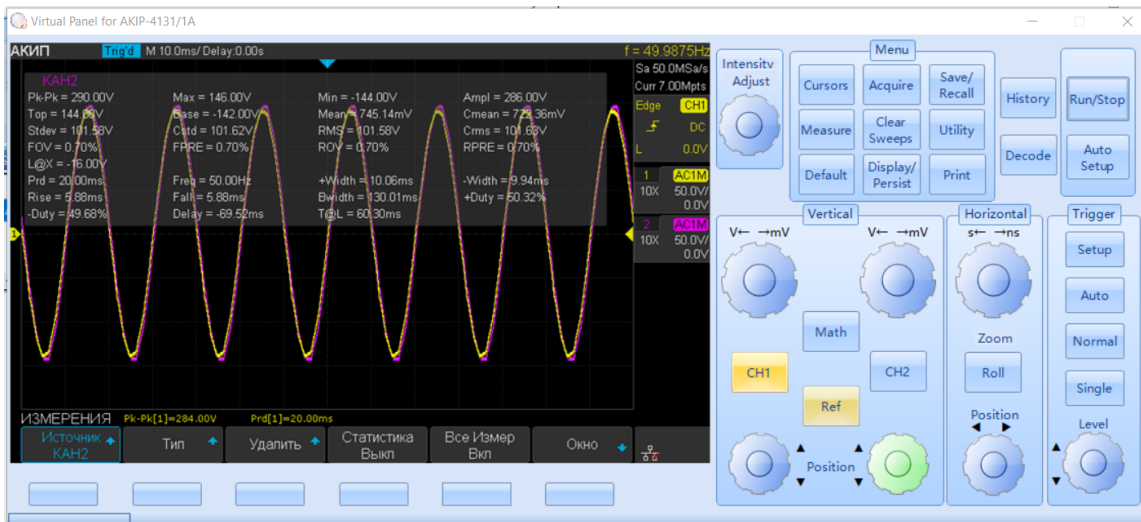 Virtual Panel for AKIP-4131/1A
АКИП Trig'd M 10.0ms/ Delay:0.00s f = 49.9875Hz
Sa 50.0MSa/s
Curr 7.00Mpts
Edge CH1
DC
L 0.0V
1 AC1M
10X 50.0V/
0.0V
2 AC1M
10X 50.0V/
0.0V
КАН2
Pk-Pk = 290.00V Max = 146.00V Min = -144.00V Ampl = 286.00V
Top = 144.00V Base = -142.00V Mean = 745.14mV Cmean = 722.36mV
Stdev = 101.58V Cstd = 101.62V RMS = 101.58V Crms = 101.63V
FOV = 0.70% FPRE = 0.70% ROV = 0.70% RPRE = 0.70%
L@X = -16.00V
Prd = 20.00ms Freq = 50.00Hz +Width = 10.06ms -Width = 9.94ms
Rise = 5.88ms Fall = 5.88ms Bwidth = 130.01ms +Duty = 50.32%
-Duty = 49.68% Delay = -69.52ms T@L = 60.30ms
1
ИЗМЕРЕНИЯ Pk-Pk[1]=284.00V Prd[1]=20.00ms
Источник КАН2
Тип
Удалить
Статистика Выкл
Все Измер Вкл
Окно
Intensity
Adjust
Menu
Cursors
Acquire
Save/
Recall
Measure
Clear
Sweeps
Utility
Default
Display/
Persist
Print
History
Decode
Run/Stop
Auto
Setup
Vertical
V← →mV V← →mV
Math
CH1
CH2
Ref
Position
Horizontal
s← →ns
Zoom
Roll
Position
Trigger
Setup
Auto
Normal
Single
Level